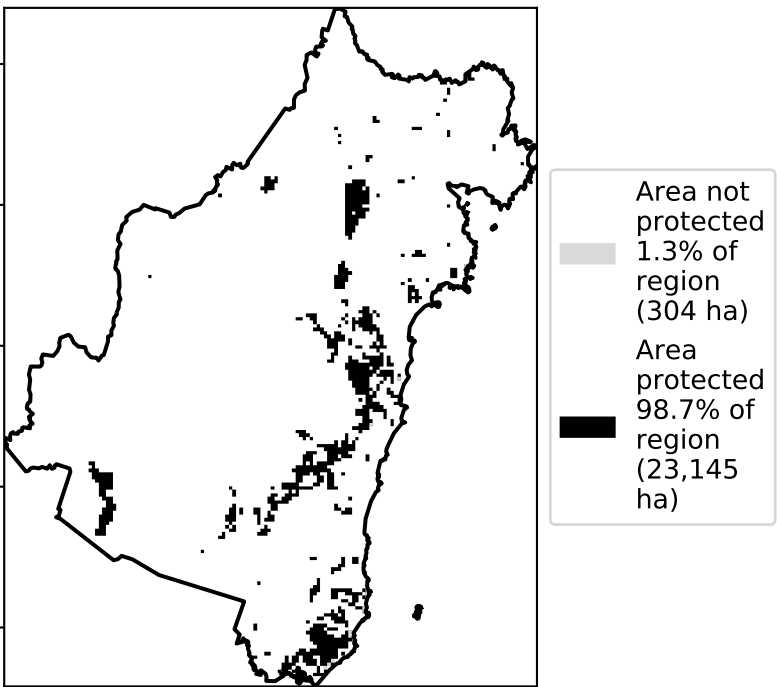 Area not
protected
1.3% of
region
(304 ha)
Area
protected
98.7% of
region
(23,145
ha)